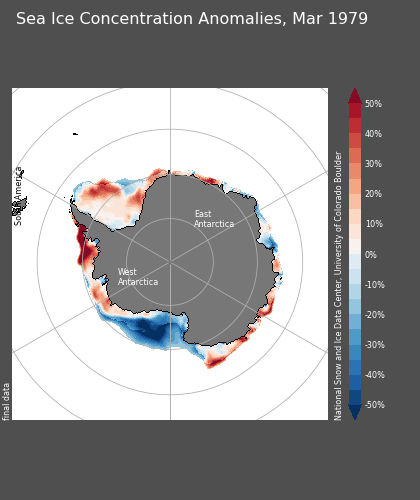 Sea Ice Concentration Anomalies, Mar 1979
South America
East
Antarctica
West
Antarctica
final data
National Snow and Ice Data Center, University of Colorado Boulder
50%
40%
30%
20%
10%
0%
-10%
-20%
-30%
-40%
-50%